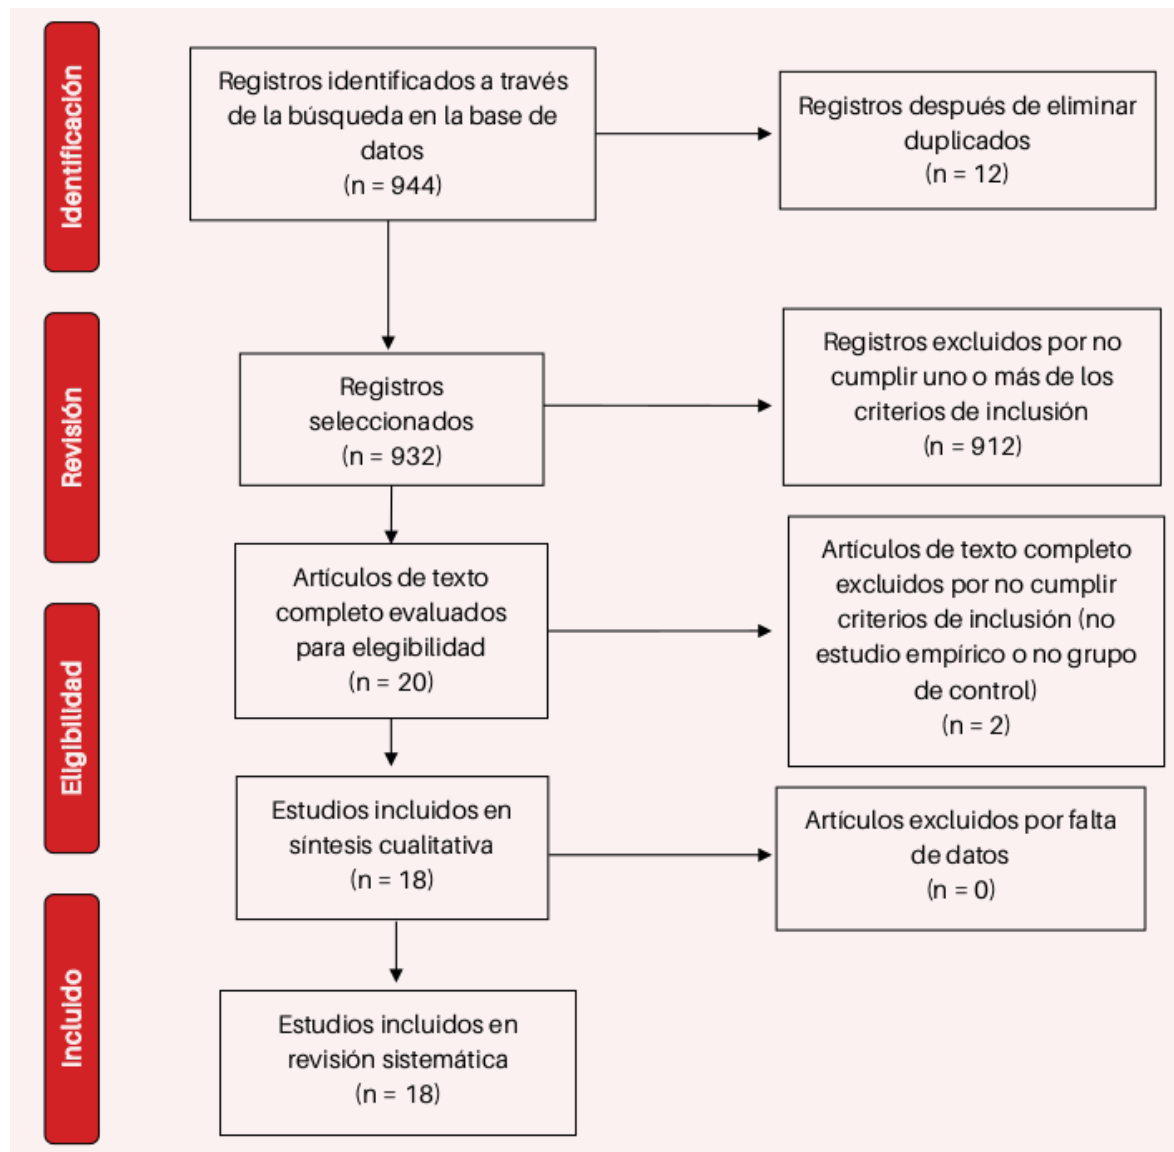 Identificación
Registros identificados a través
de la búsqueda en la base de
datos
(n = 944)
Registros después de eliminar
duplicados
(n = 12)
Revisión
Registros
seleccionados
(n = 932)
Registros excluidos por no
cumplir uno o más de los
criterios de inclusión
(n = 912)
Eligibilidad
Artículos de texto
completo evaluados
para elegibilidad
(n = 20)
Artículos de texto completo
excluidos por no cumplir
criterios de inclusión (no
estudio empírico o no grupo
de control)
(n = 2)
Estudios incluidos en
síntesis cualitativa
(n = 18)
Artículos excluidos por falta
de datos
(n = 0)
Incluido
Estudios incluidos en
revisión sistemática
(n = 18)